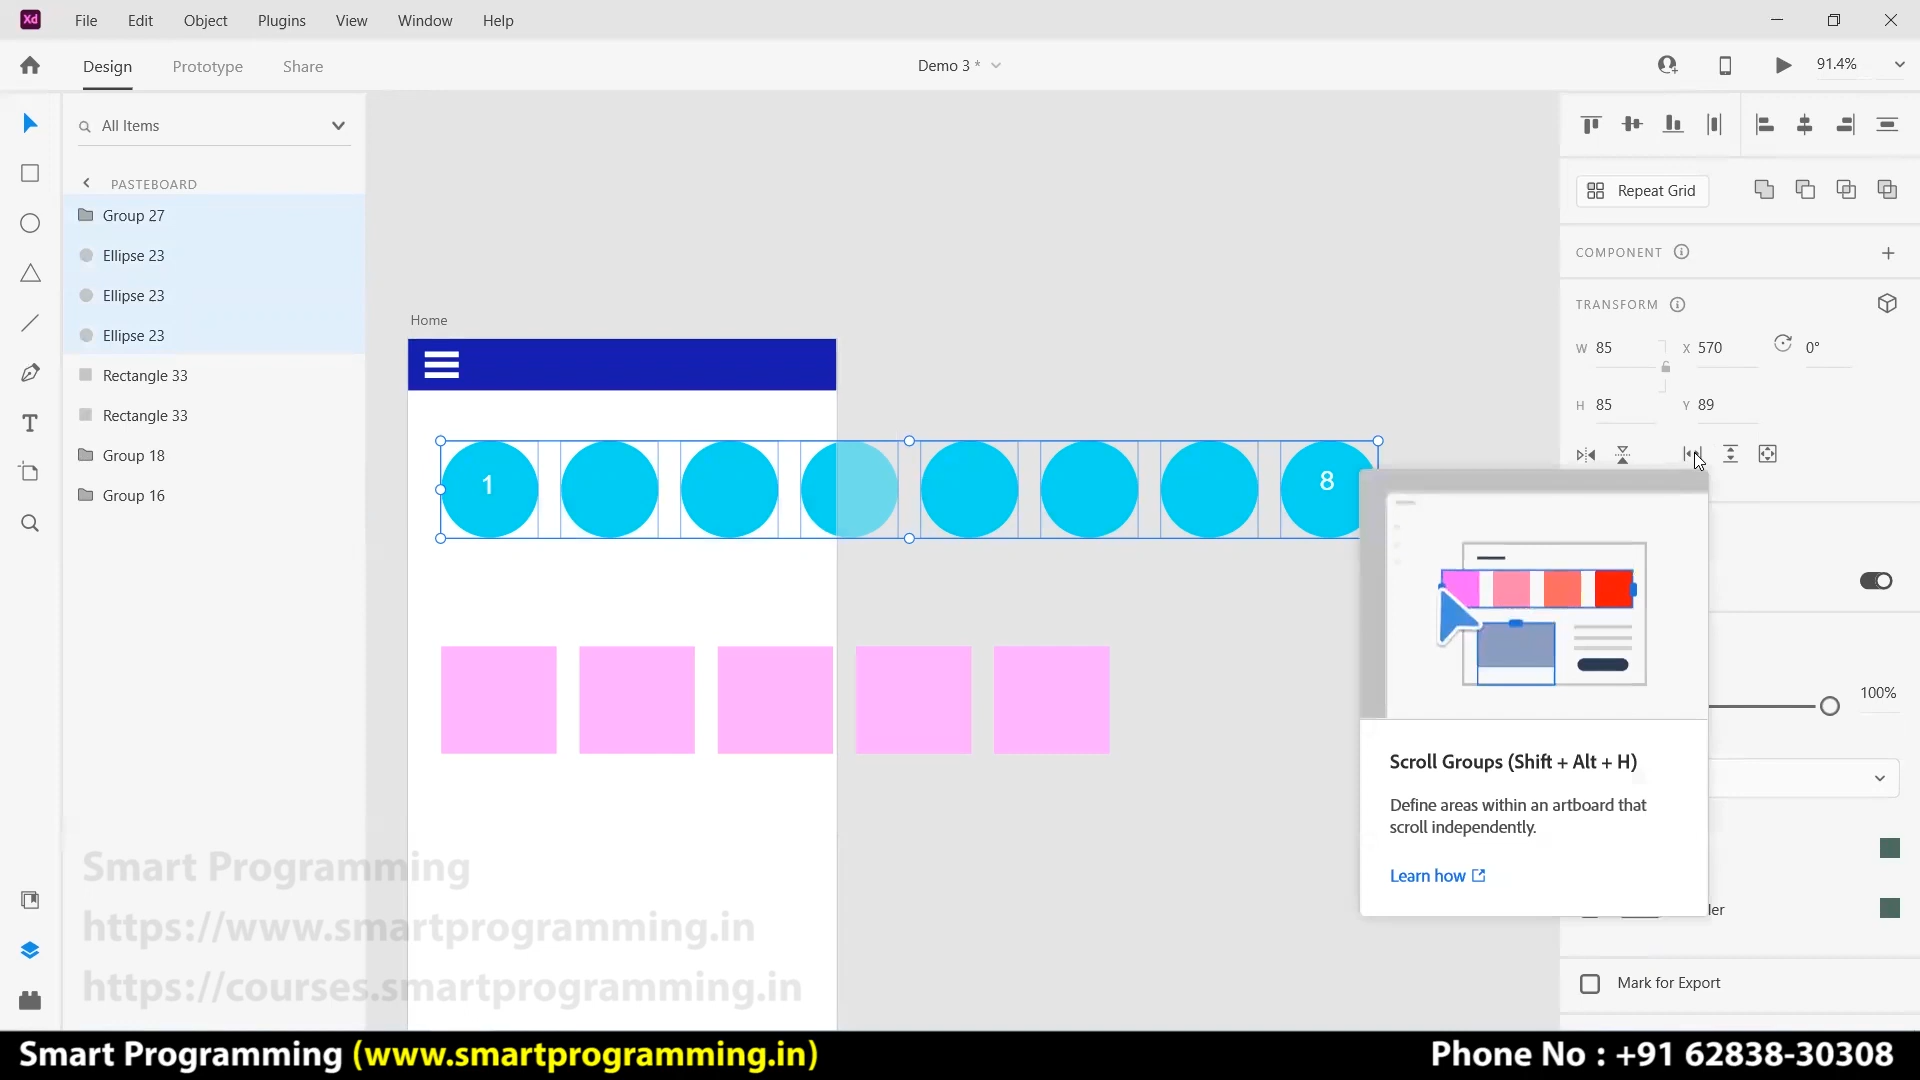 Xd File Edit Object Plugins View Window Help
Design Prototype Share Demo 3 * 91.4%
All Items
PASTEBOARD
Group 27
Ellipse 23
Ellipse 23
Ellipse 23
Rectangle 33
Rectangle 33
Group 18
Group 16
Home
1 8
Repeat Grid
COMPONENT
TRANSFORM
W 85 X 570 0°
H 85 Y 89
100%
Scroll Groups (Shift + Alt + H)
Define areas within an artboard that
scroll independently.
Learn how
ler
Mark for Export
Smart Programming
https://www.smartprogramming.in
https://courses.smartprogramming.in
Smart Programming (www.smartprogramming.in) Phone No : +91 62838-30308